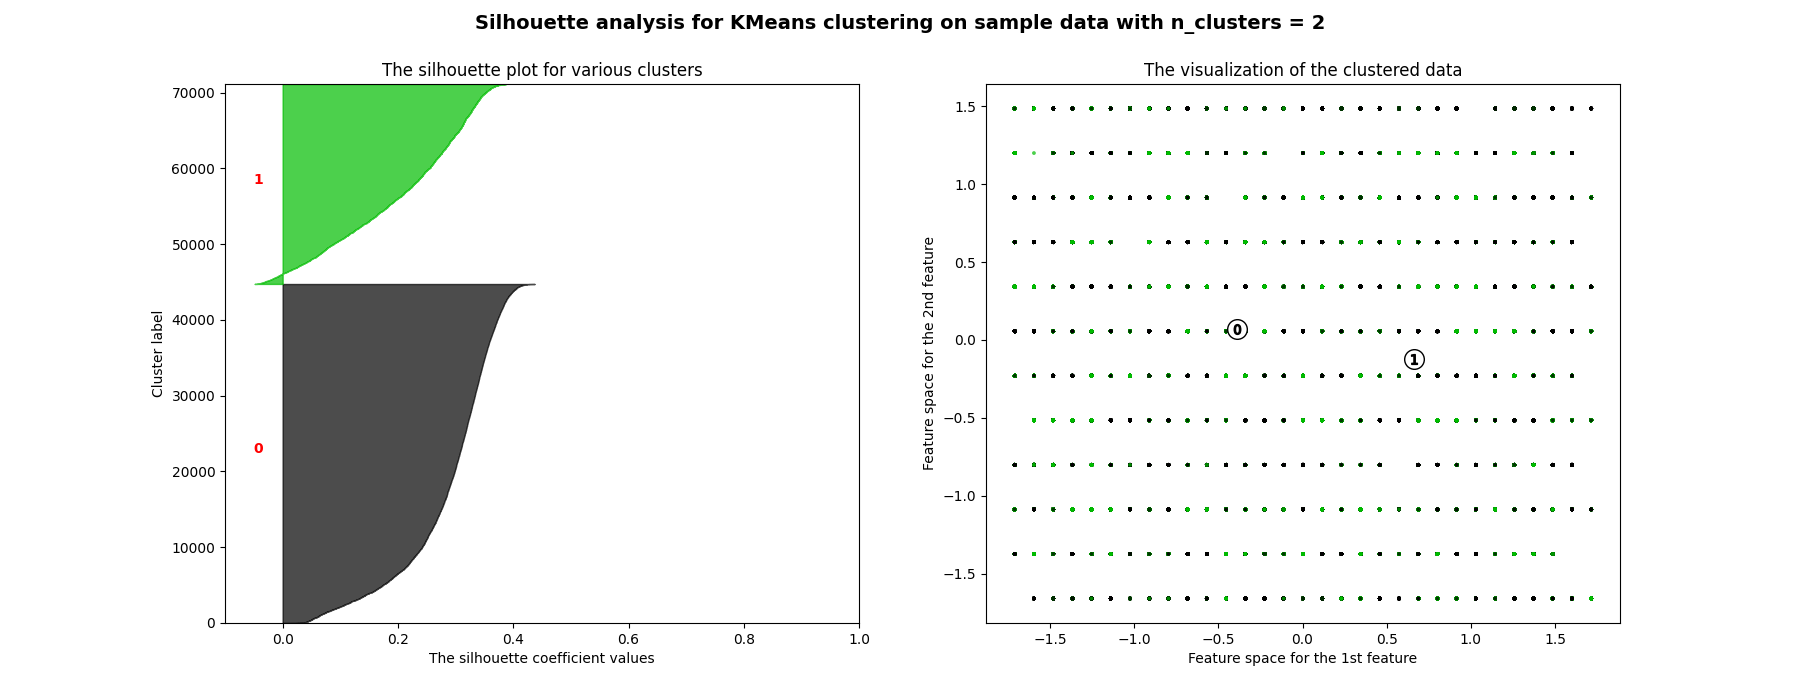 Silhouette analysis for KMeans clustering on sample data with n_clusters = 2
The silhouette plot for various clusters
70000
60000
50000
40000
30000
20000
10000
0
Cluster label
1
0
0.0 0.2 0.4 0.6 0.8 1.0
The silhouette coefficient values
The visualization of the clustered data
1.5
1.0
0.5
0.0
−0.5
−1.0
−1.5
Feature space for the 2nd feature
0
1
−1.5 −1.0 −0.5 0.0 0.5 1.0 1.5
Feature space for the 1st feature